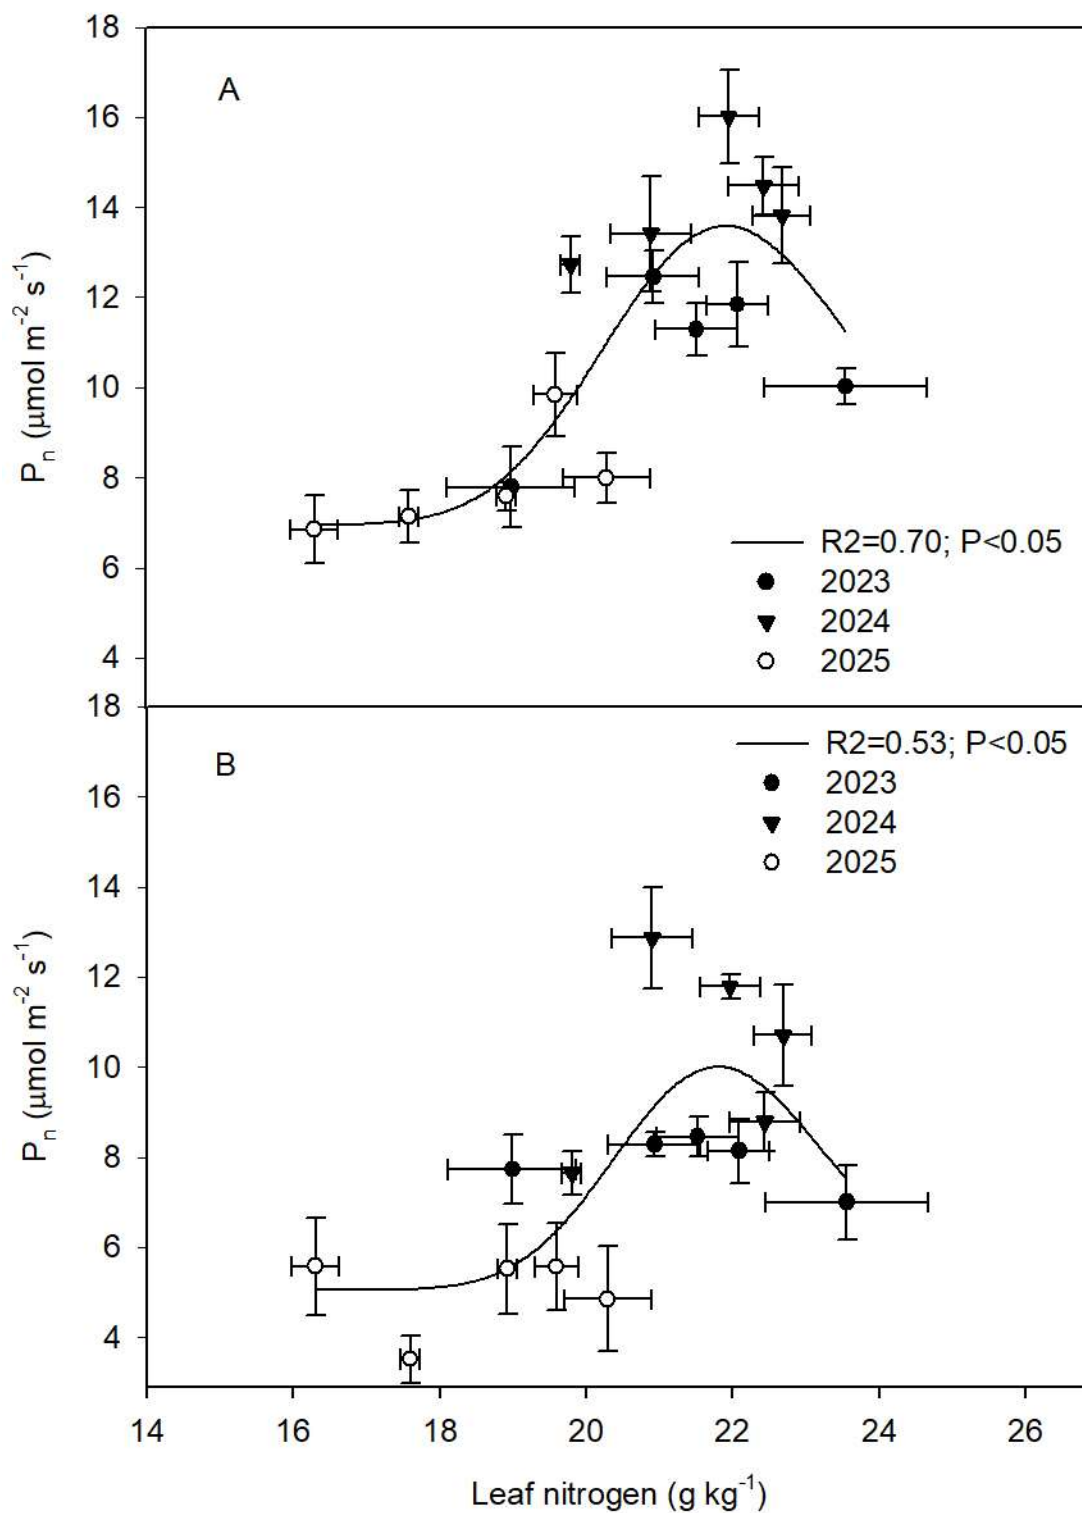 18
A
16
14
12
10
8
6
4
Pₙ (μmol m⁻² s⁻¹)
R2=0.70; P<0.05
2023
2024
2025
18
B
16
14
12
10
8
6
4
Pₙ (μmol m⁻² s⁻¹)
R2=0.53; P<0.05
2023
2024
2025
14 16 18 20 22 24 26
Leaf nitrogen (g kg⁻¹)